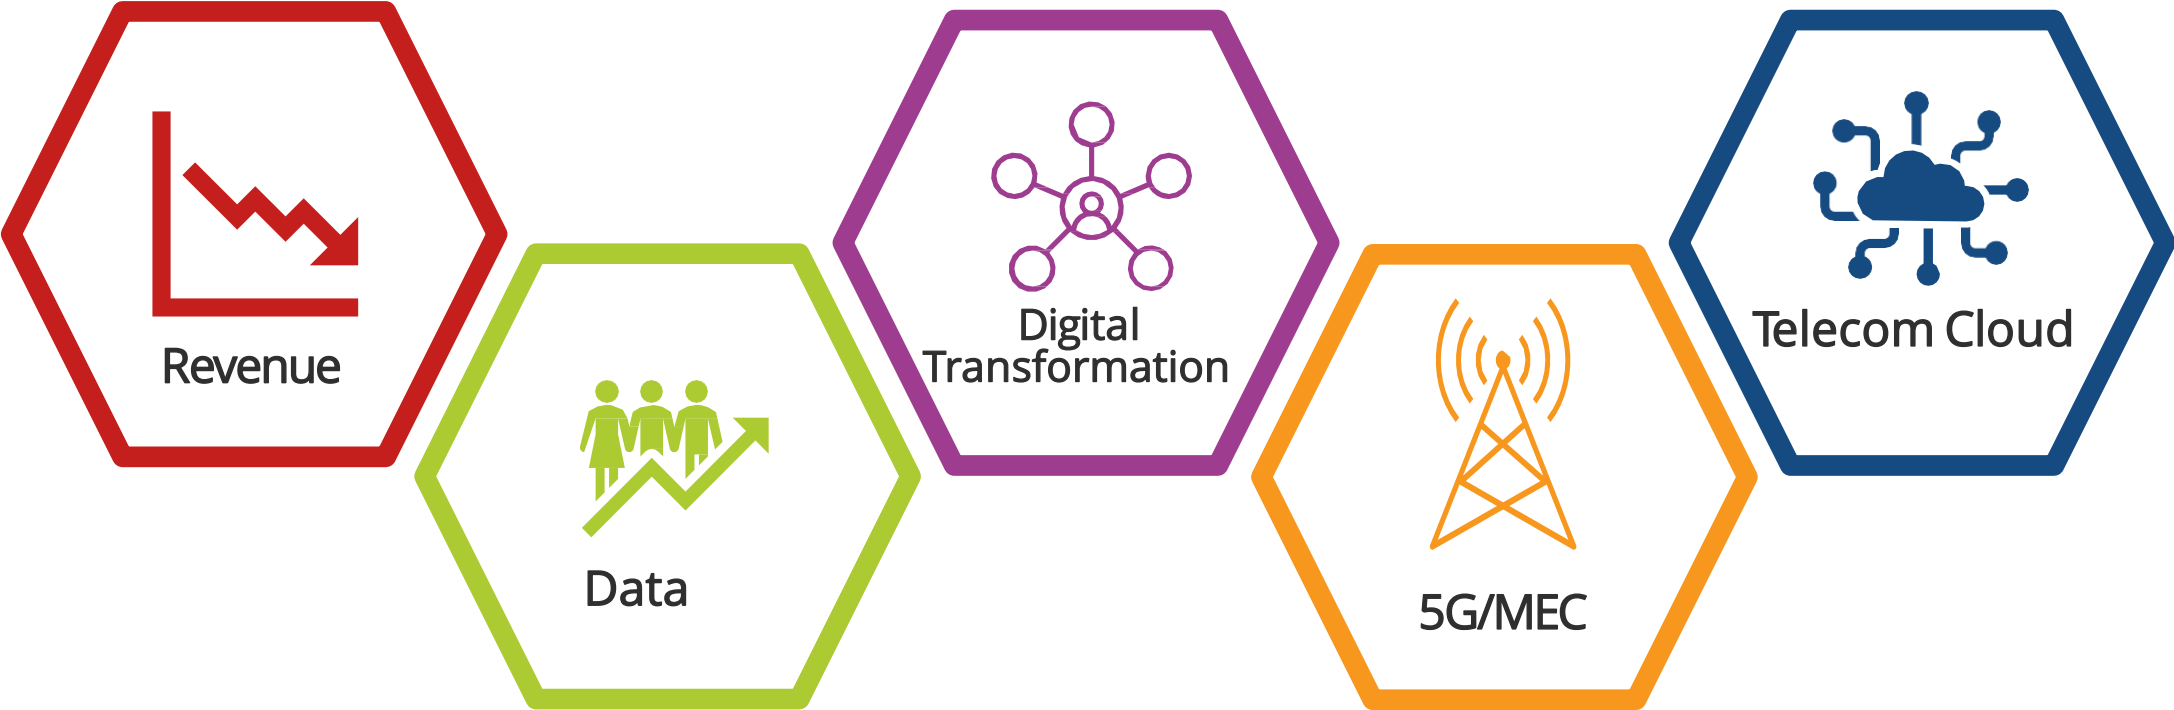 Revenue
Data
Digital
Transformation
5G/MEC
Telecom Cloud